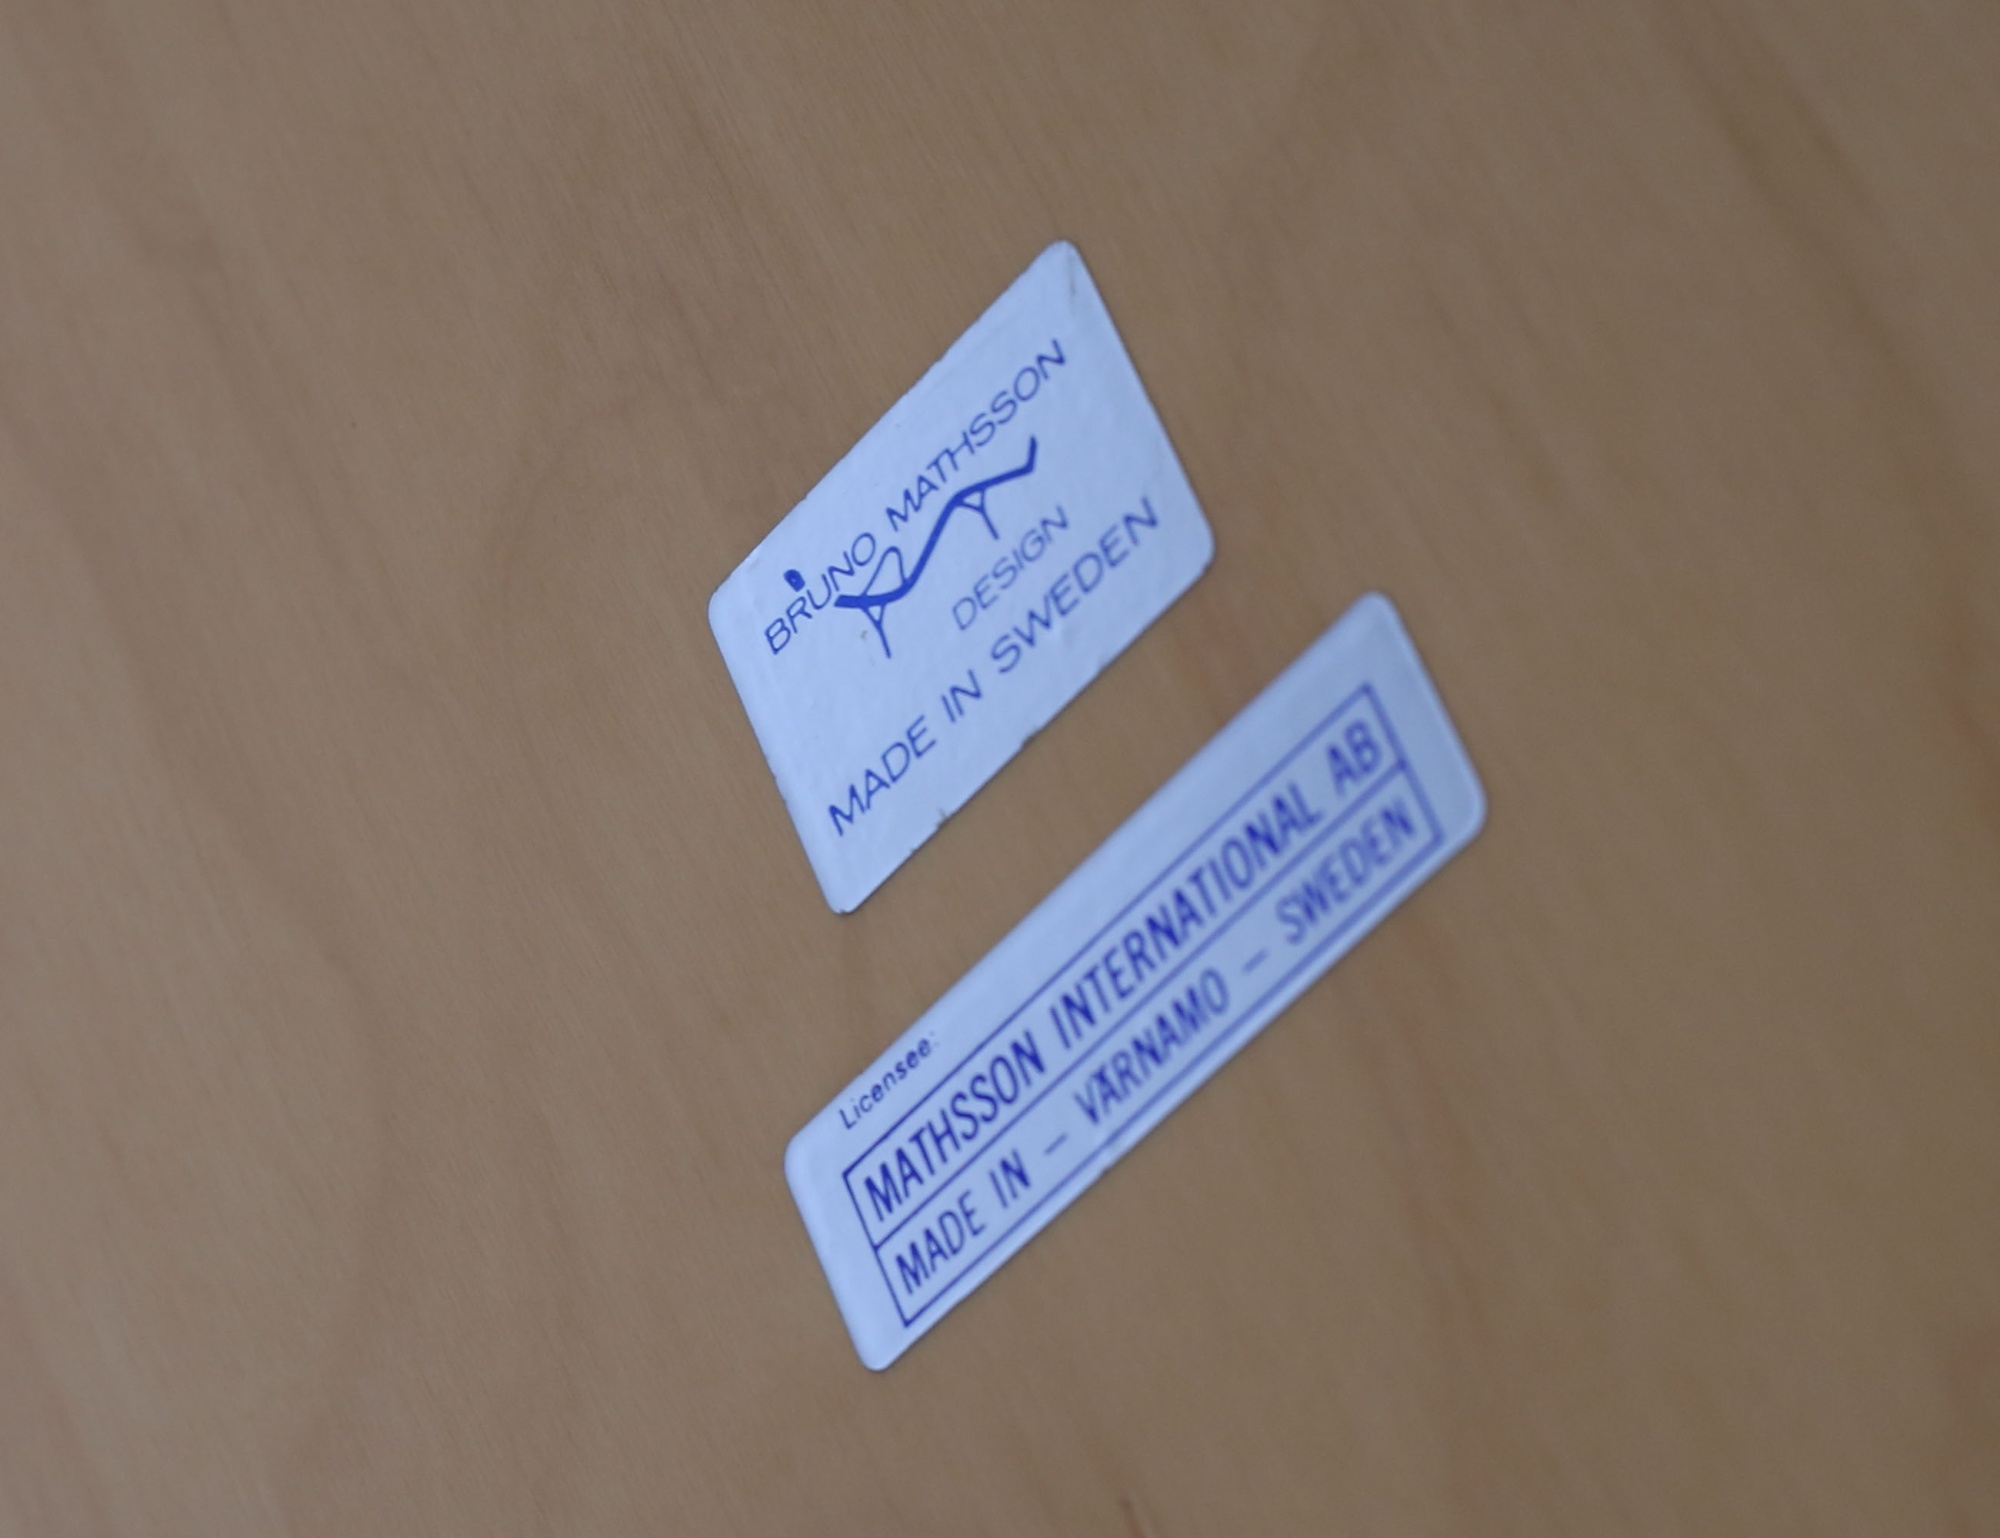 BRUNO MATHSSON
DESIGN
MADE IN SWEDEN
Licensee:
MATHSSON INTERNATIONAL AB
MADE IN – VÄRNAMO – SWEDEN